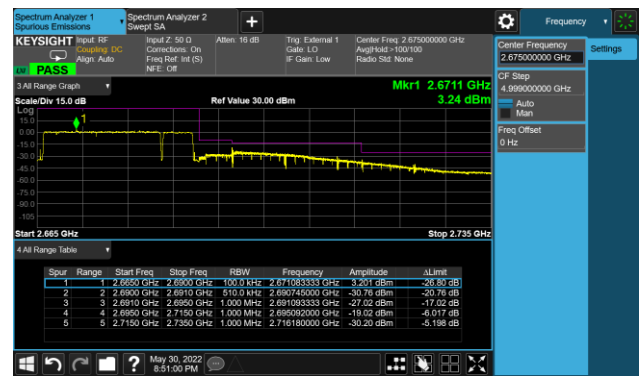 Spectrum Analyzer 1
Spurious Emissions
Spectrum Analyzer 2
Swept SA
Frequency
KEYSIGHT
Input: RF
Coupling: DC
Align: Auto
Input Z: 50 Ω
Corrections: On
Freq Ref: Int (S)
NFE: Off
Atten: 16 dB
Trig: External 1
Gate: LO
IF Gain: Low
Center Freq: 2.675000000 GHz
Avg|Hold:>100/100
Radio Std: None
PASS
Center Frequency
2.675000000 GHz
Settings
CF Step
4.999000000 GHz
Auto
Man
Freq Offset
0 Hz
3 All Range Graph
Mkr1 2.6711 GHz
Scale/Div 15.0 dB
Ref Value 30.00 dBm
3.24 dBm
Log
15.0
0.00
-15.0
-30.0
-45.0
-60.0
-75.0
-90.0
-105
1
Start 2.665 GHz
Stop 2.735 GHz
4 All Range Table
Spur Range Start Freq Stop Freq RBW Frequency Amplitude ΔLimit
1 1 2.6650 GHz 2.6900 GHz 100.0 kHz 2.671083333 GHz 3.201 dBm -26.80 dB
2 2 2.6900 GHz 2.6910 GHz 510.0 kHz 2.690745000 GHz -30.76 dBm -20.76 dB
3 3 2.6910 GHz 2.6950 GHz 1.000 MHz 2.691093333 GHz -27.02 dBm -17.02 dB
4 4 2.6950 GHz 2.7150 GHz 1.000 MHz 2.695092000 GHz -19.02 dBm -6.017 dB
5 5 2.7150 GHz 2.7350 GHz 1.000 MHz 2.716180000 GHz -30.20 dBm -5.198 dB
May 30, 2022
8:51:00 PM